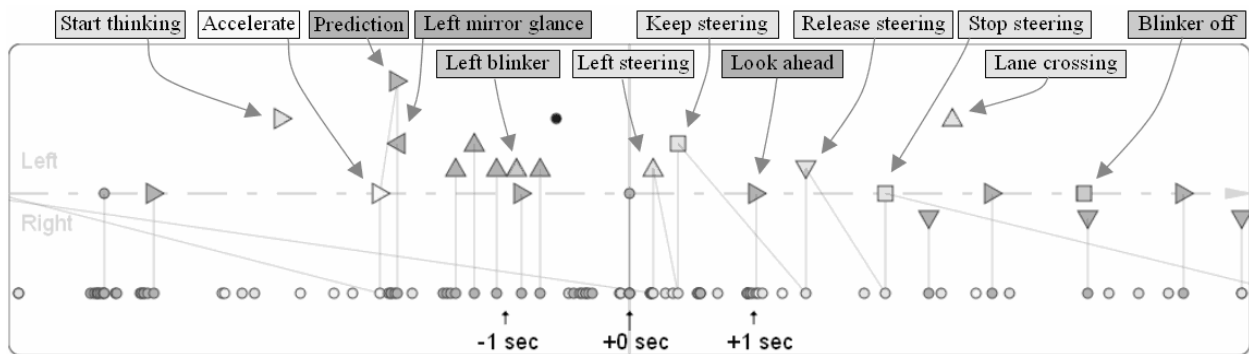 Start thinking
Accelerate
Prediction
Left mirror glance
Keep steering
Release steering
Stop steering
Blinker off
Left blinker
Left steering
Look ahead
Lane crossing
Left
Right
-1 sec
+0 sec
+1 sec